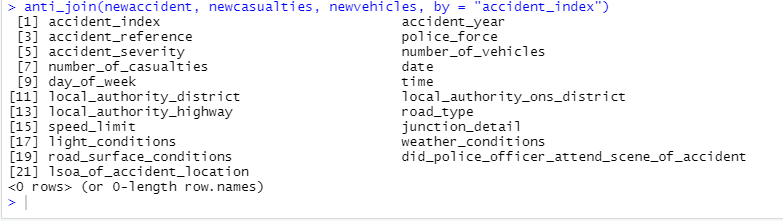 > anti_join(newaccident, newcasualties, newvehicles, by = "accident_index")
[1] accident_index accident_year
[3] accident_reference police_force
[5] accident_severity number_of_vehicles
[7] number_of_casualties date
[9] day_of_week time
[11] local_authority_district local_authority_ons_district
[13] local_authority_highway road_type
[15] speed_limit junction_detail
[17] light_conditions weather_conditions
[19] road_surface_conditions did_police_officer_attend_scene_of_accident
[21] lsoa_of_accident_location
<0 rows> (or 0-length row.names)
>